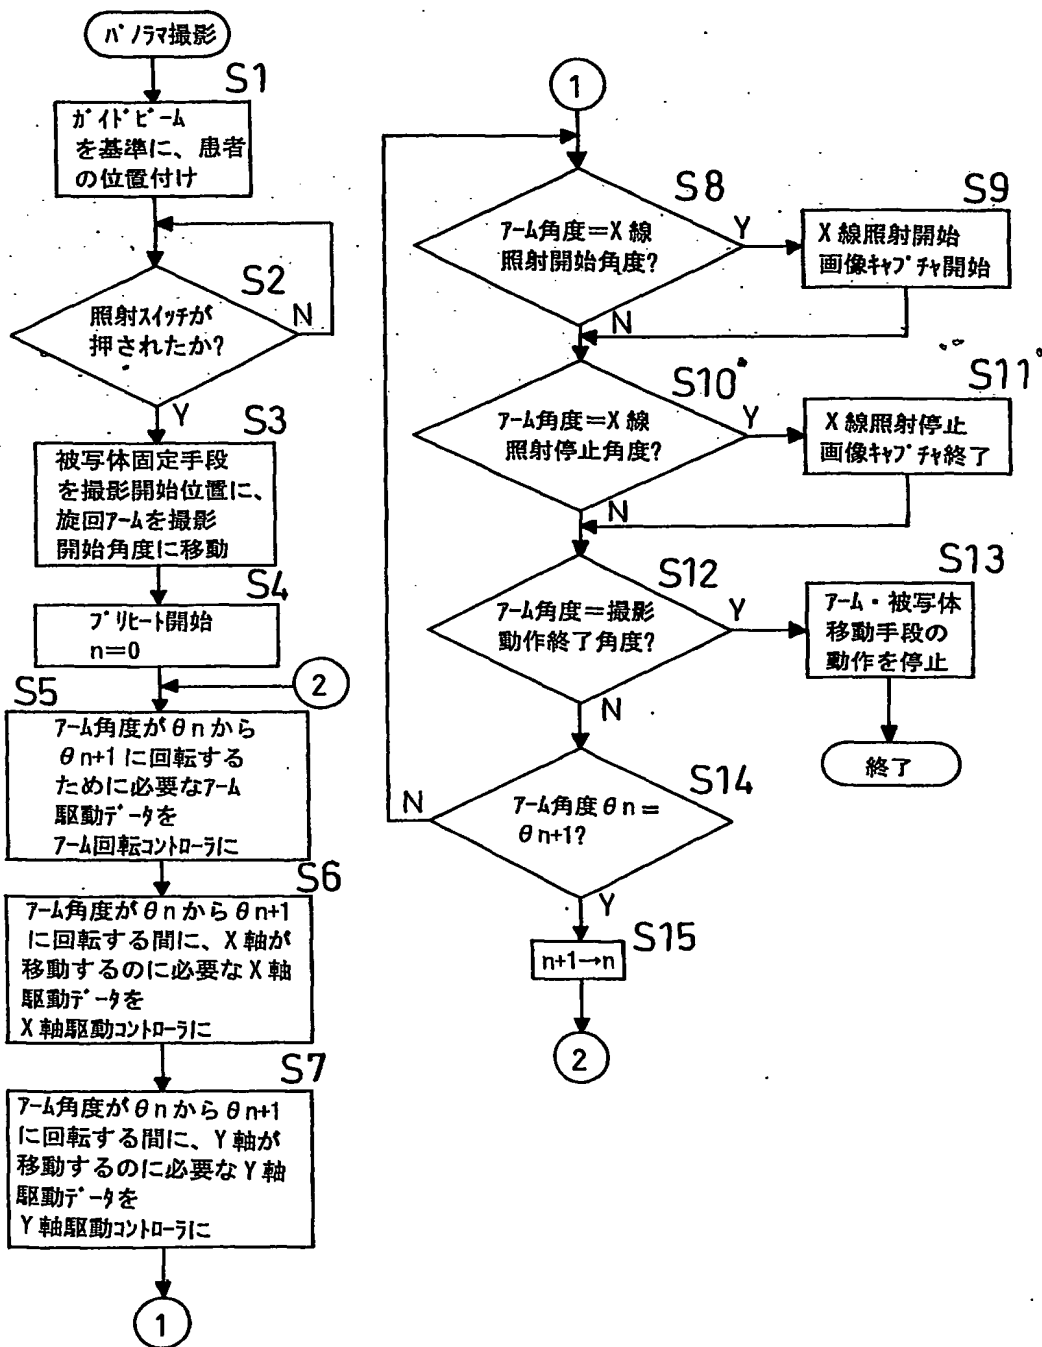 パノラマ撮影
S1
ガイドビーム
を基準に、患者
の位置付け
S2
照射スイッチが
押されたか?
N
Y
S3
被写体固定手段
を撮影開始位置に、
旋回アームを撮影
開始角度に移動
S4
プリヒート開始
n=0
2
S5
アーム角度がθnから
θn+1に回転する
ために必要なアーム
駆動データを
アーム回転コントローラに
S6
アーム角度がθnからθn+1
に回転する間に、X軸が
移動するのに必要なX軸
駆動データを
X軸駆動コントローラに
S7
アーム角度がθnからθn+1
に回転する間に、Y軸が
移動するのに必要なY軸
駆動データを
Y軸駆動コントローラに
1
1
S8
アーム角度=X線
照射開始角度?
Y
N
S9
X線照射開始
画像キャプチャ開始
S10
アーム角度=X線
照射停止角度?
Y
N
S11
X線照射停止
画像キャプチャ終了
S12
アーム角度=撮影
動作終了角度?
Y
N
S13
アーム・被写体
移動手段の
動作を停止
終了
S14
アーム角度θn=
θn+1?
N
Y
S15
n+1→n
2